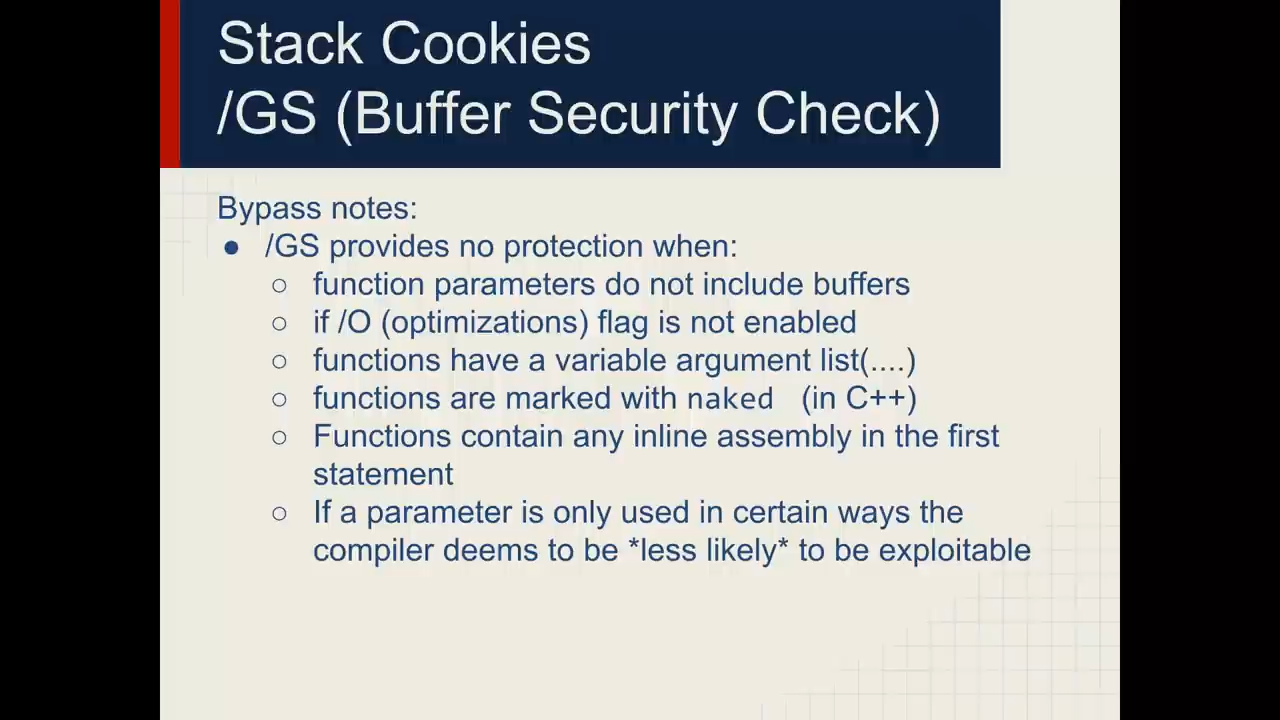 Stack Cookies
/GS (Buffer Security Check)
Bypass notes:
● /GS provides no protection when:
○ function parameters do not include buffers
○ if /O (optimizations) flag is not enabled
○ functions have a variable argument list(....)
○ functions are marked with naked (in C++)
○ Functions contain any inline assembly in the first
statement
○ If a parameter is only used in certain ways the
compiler deems to be *less likely* to be exploitable